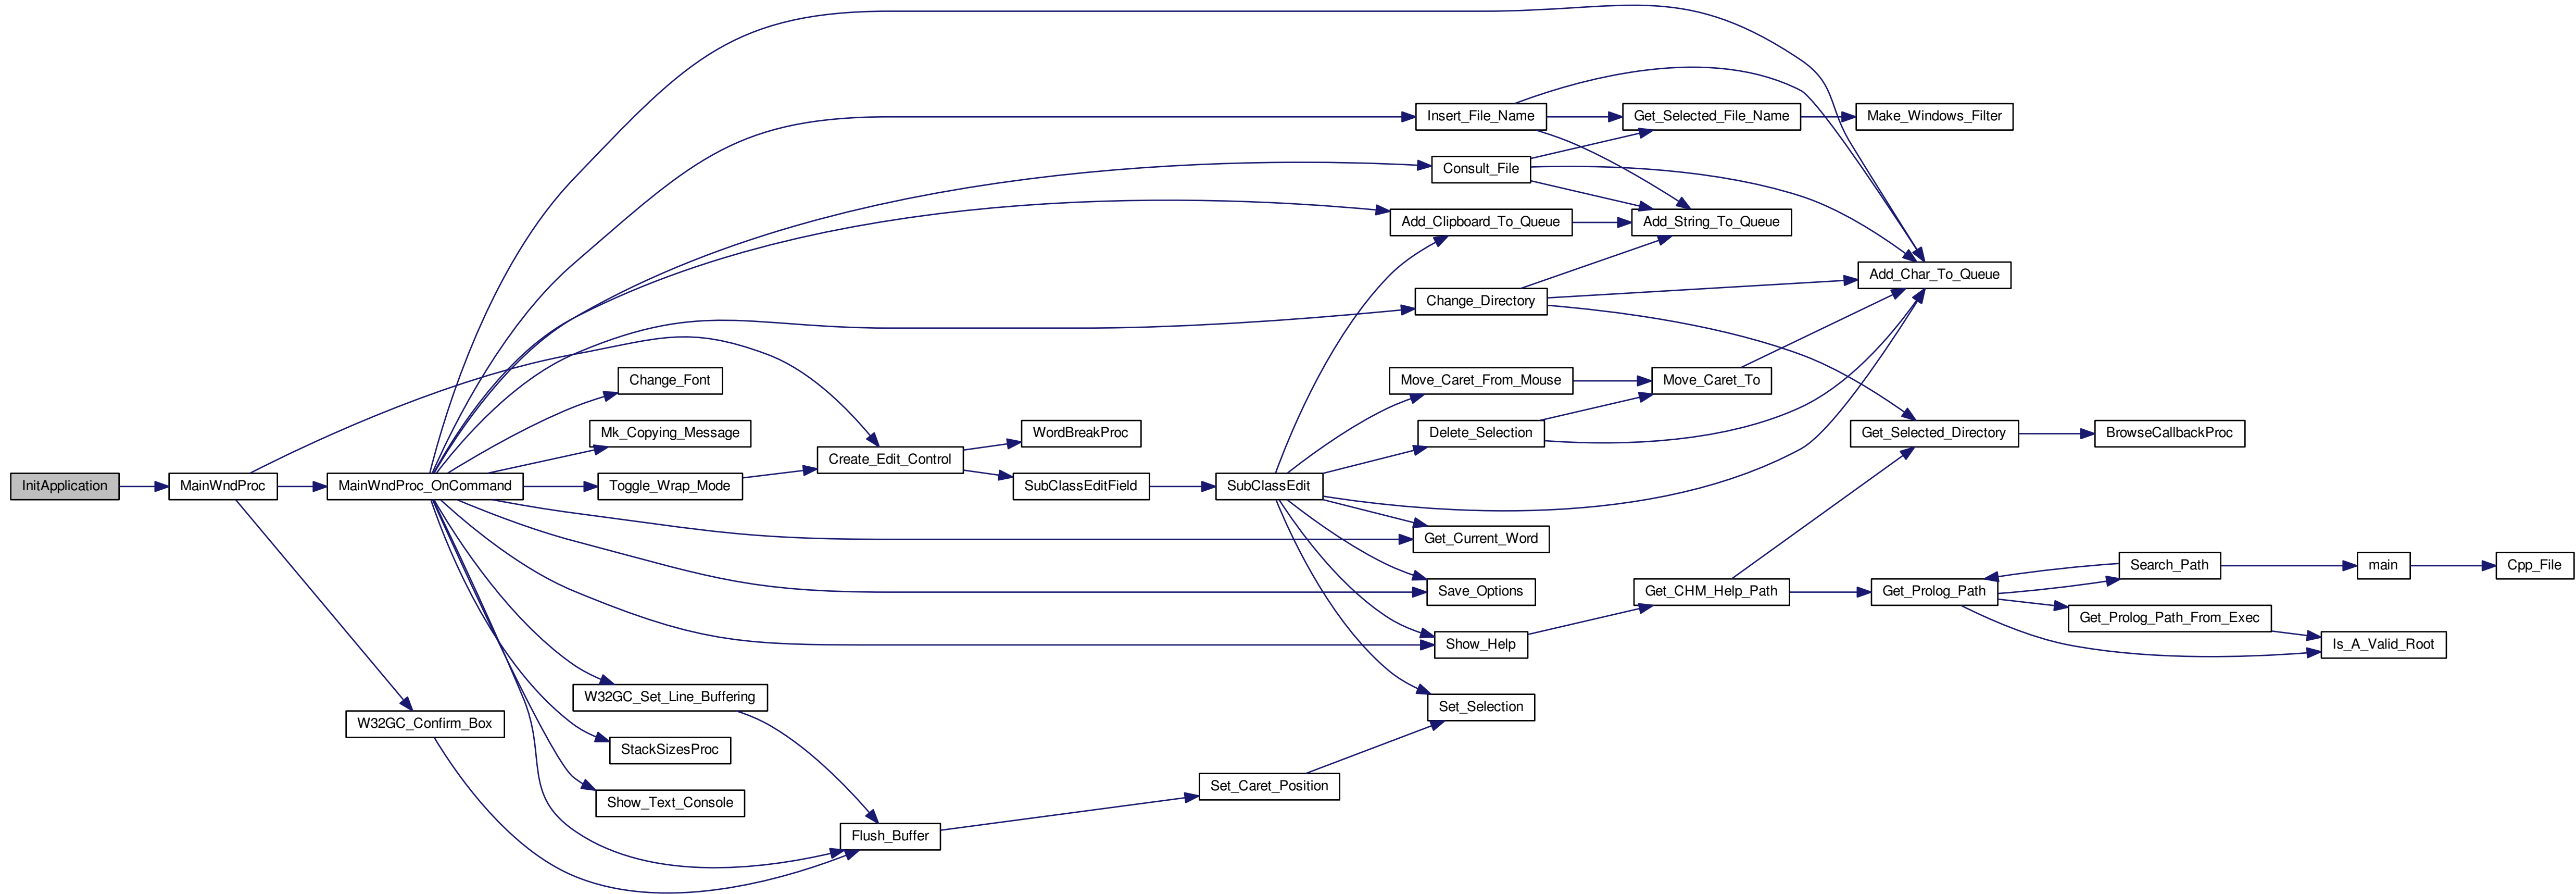 InitApplication
MainWndProc
MainWndProc_OnCommand
W32GC_Confirm_Box
Change_Font
Mk_Copying_Message
Toggle_Wrap_Mode
W32GC_Set_Line_Buffering
StackSizesProc
Show_Text_Console
Create_Edit_Control
Flush_Buffer
WordBreakProc
SubClassEditField
SubClassEdit
Set_Caret_Position
Insert_File_Name
Consult_File
Add_Clipboard_To_Queue
Change_Directory
Move_Caret_From_Mouse
Delete_Selection
Get_Current_Word
Save_Options
Show_Help
Set_Selection
Get_Selected_File_Name
Add_String_To_Queue
Move_Caret_To
Get_CHM_Help_Path
Make_Windows_Filter
Add_Char_To_Queue
Get_Selected_Directory
Get_Prolog_Path
BrowseCallbackProc
Search_Path
Get_Prolog_Path_From_Exec
main
Is_A_Valid_Root
Cpp_File